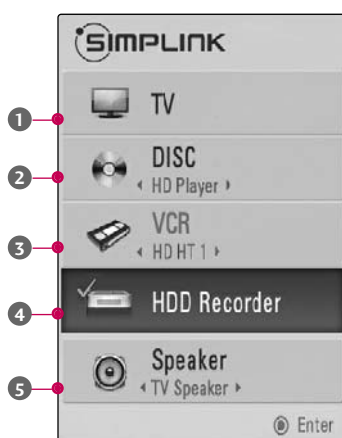 SIMPLINK
1 TV
2 DISC
◂ HD Player ▸
3 VCR
◂ HD HT 1 ▸
4 HDD Recorder
5 Speaker
◂ TV Speaker ▸
◉ Enter